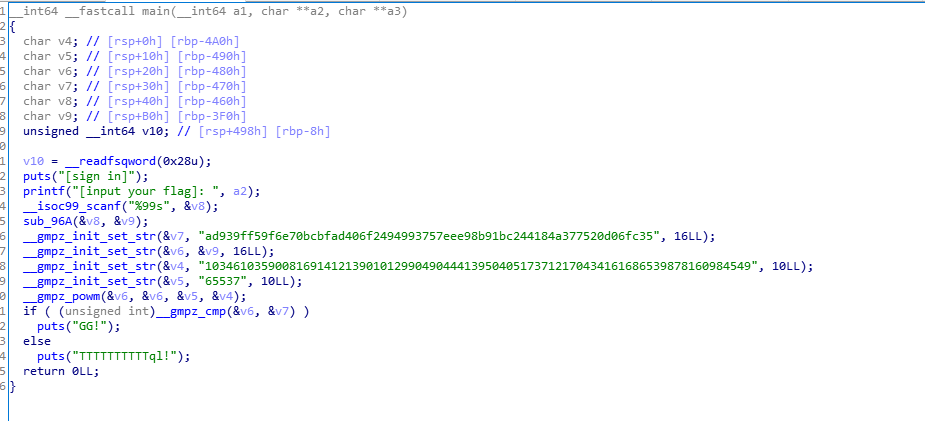 1 __int64 __fastcall main(__int64 a1, char **a2, char **a3)
2 {
3 char v4; // [rsp+0h] [rbp-4A0h]
4 char v5; // [rsp+10h] [rbp-490h]
5 char v6; // [rsp+20h] [rbp-480h]
6 char v7; // [rsp+30h] [rbp-470h]
7 char v8; // [rsp+40h] [rbp-460h]
8 char v9; // [rsp+B0h] [rbp-3F0h]
9 unsigned __int64 v10; // [rsp+498h] [rbp-8h]
0
1 v10 = __readfsqword(0x28u);
2 puts("[sign in]");
3 printf("[input your flag]: ", a2);
4 __isoc99_scanf("%99s", &v8);
5 sub_96A(&v8, &v9);
6 __gmpz_init_set_str(&v7, "ad939ff59f6e70bcbfad406f2494993757eee98b91bc244184a377520d06fc35", 16LL);
7 __gmpz_init_set_str(&v6, &v9, 16LL);
8 __gmpz_init_set_str(&v4, "103461035900816914121390101299049044413950405173712170434161686539878160984549", 10LL);
9 __gmpz_init_set_str(&v5, "65537", 10LL);
0 __gmpz_powm(&v6, &v6, &v5, &v4);
1 if ( (unsigned int)__gmpz_cmp(&v6, &v7) )
2 puts("GG!");
3 else
4 puts("TTTTTTTTTTql!");
5 return 0LL;
6 }